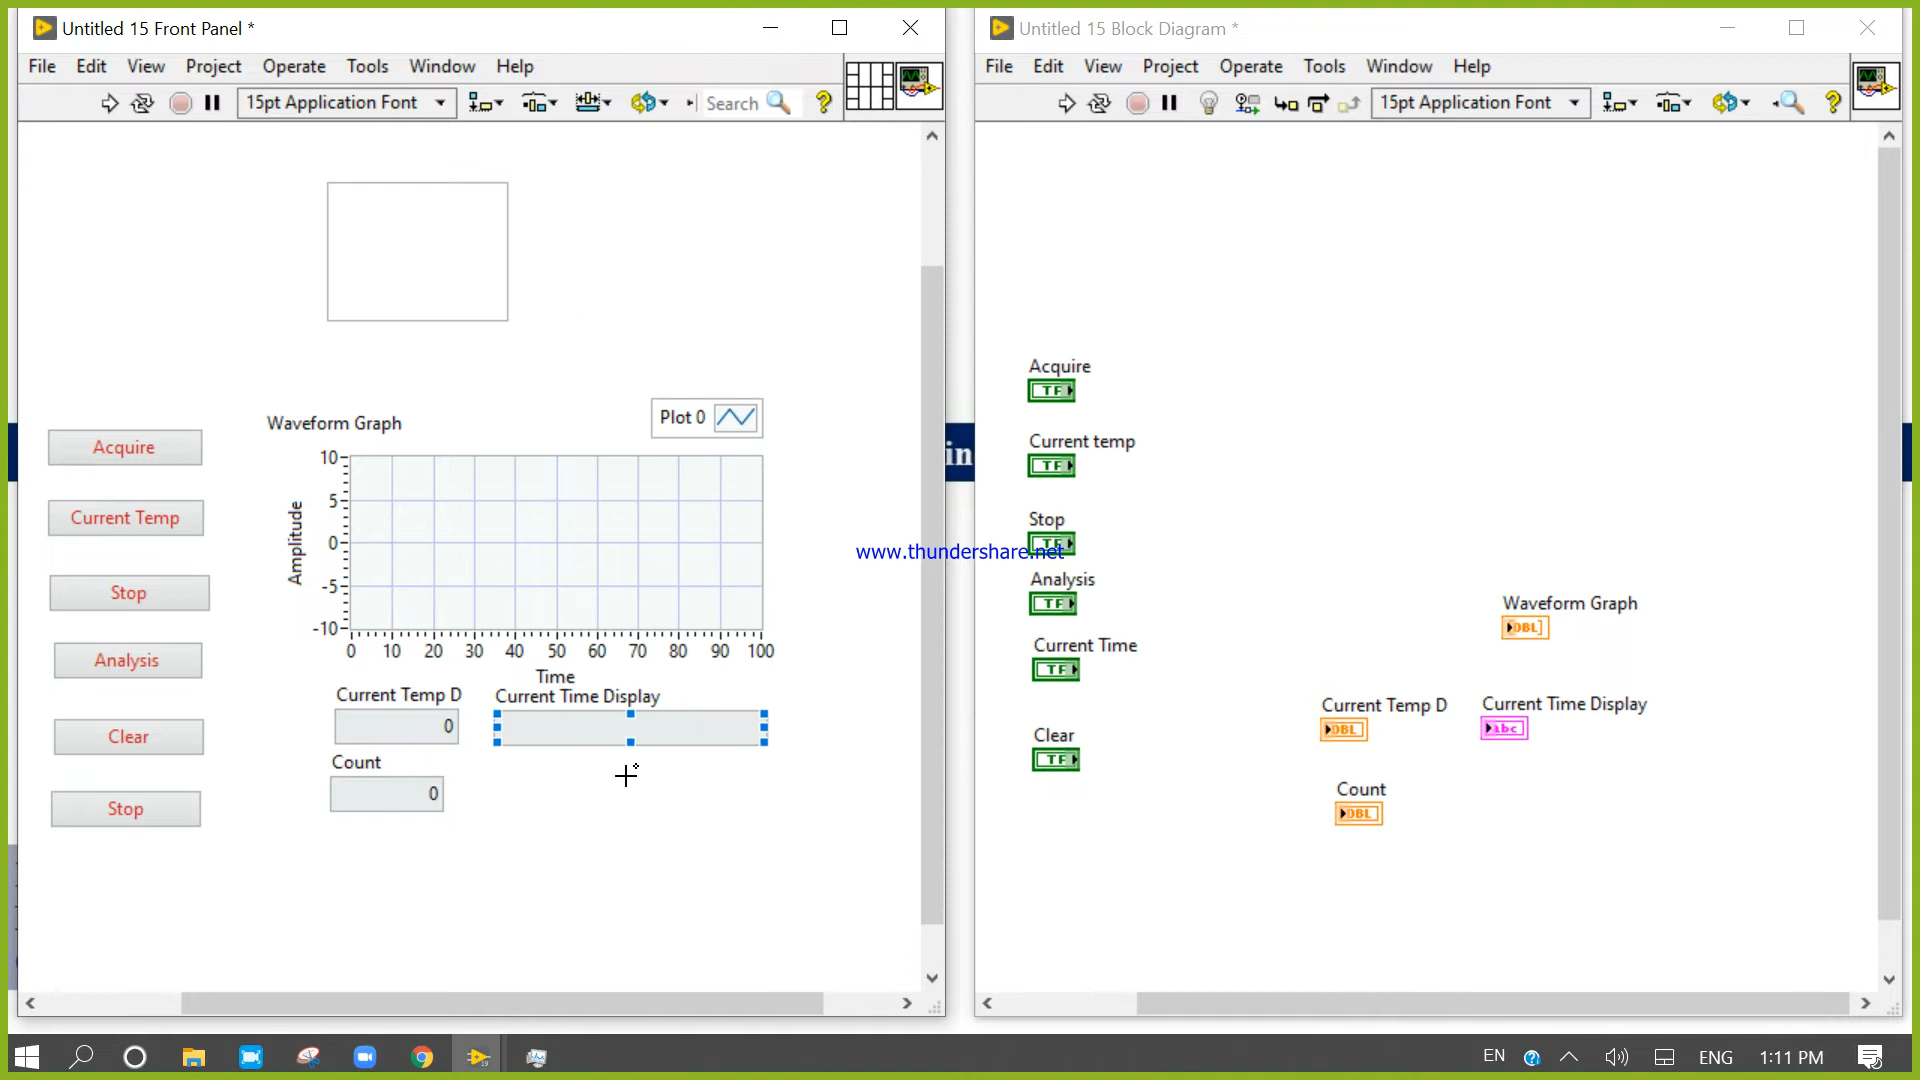 Untitled 15 Front Panel *
File Edit View Project Operate Tools Window Help
15pt Application Font
Search
Waveform Graph
Plot 0
Amplitude
10
5
0
-5
-10
0 10 20 30 40 50 60 70 80 90 100
Time
Acquire
Current Temp
Stop
Analysis
Clear
Stop
Current Temp D
0
Current Time Display
Count
0
in
www.thundershare.net
Untitled 15 Block Diagram *
File Edit View Project Operate Tools Window Help
15pt Application Font
Acquire
TF
Current temp
TF
Stop
TF
Analysis
TF
Current Time
TF
Clear
TF
Waveform Graph
DBL
Current Temp D
DBL
Current Time Display
abc
Count
DBL
EN
ENG
1:11 PM